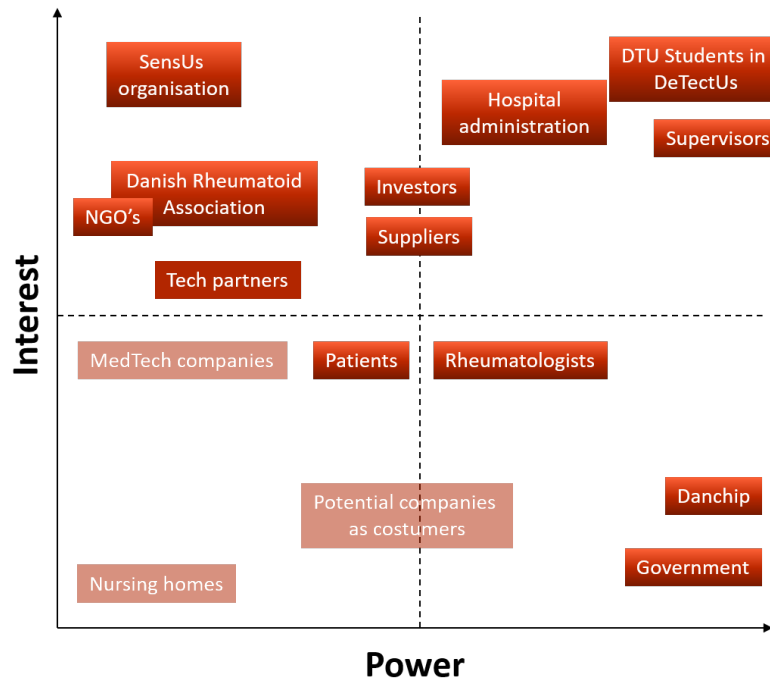 SensUs
organisation
DTU Students in
DeTectUs
Hospital
administration
Supervisors
Danish Rheumatoid
Association
Investors
NGO’s
Suppliers
Tech partners
Interest
MedTech companies
Patients
Rheumatologists
Potential companies
as costumers
Danchip
Government
Nursing homes
Power